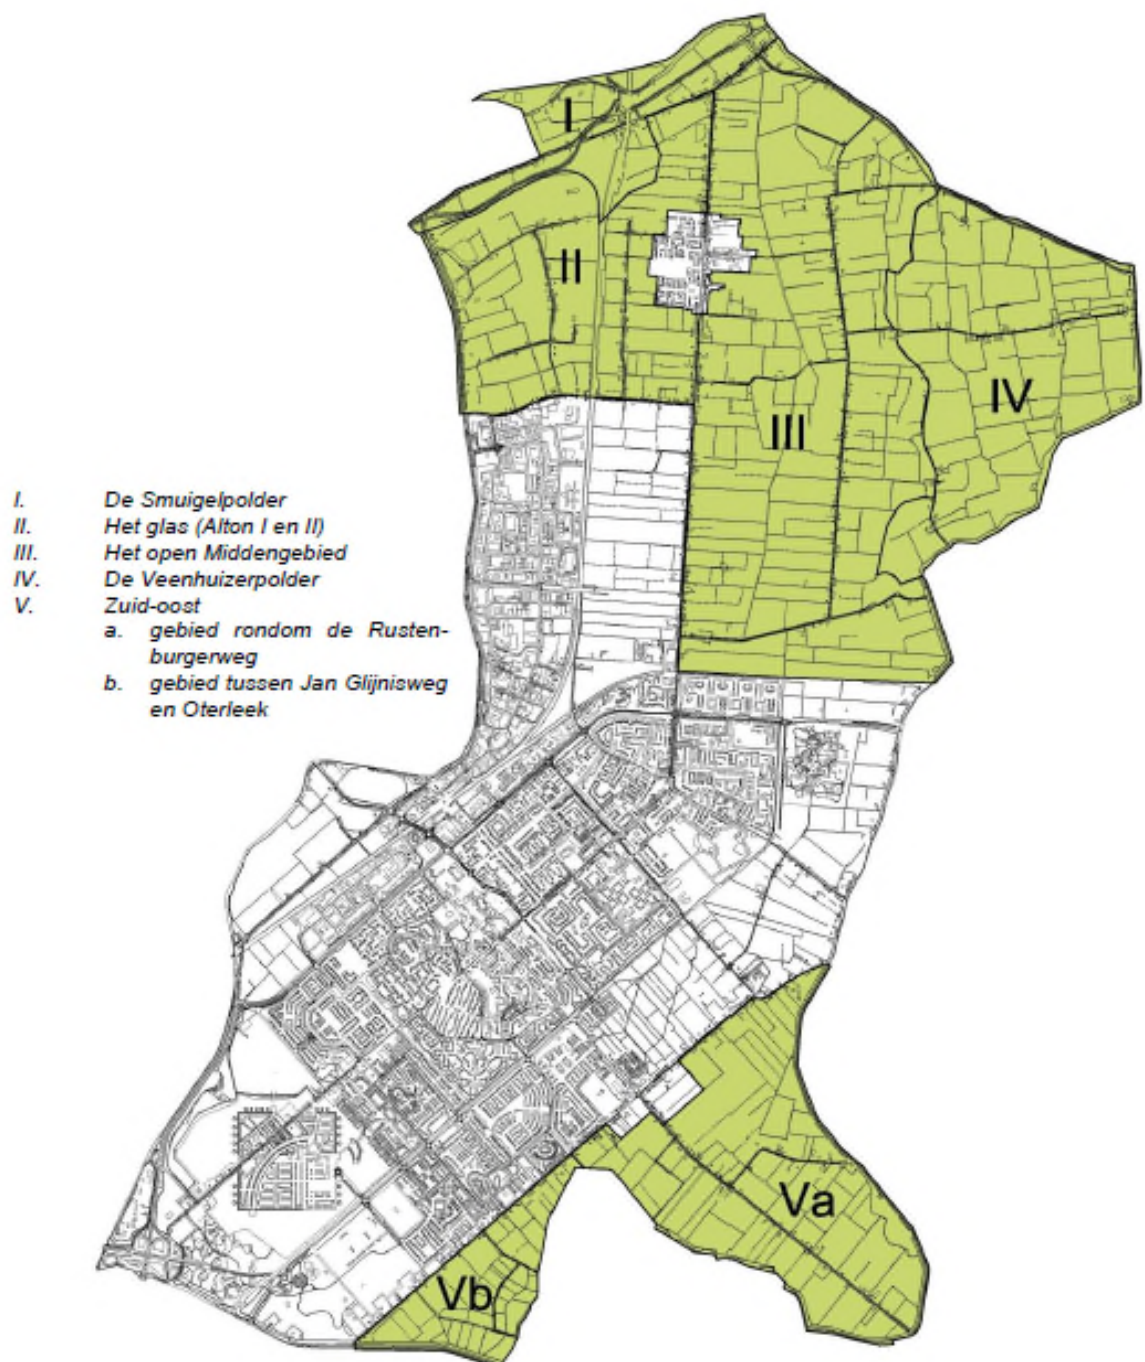 I
II
IV
III
I. De Smuigelpolder
II. Het glas (Alton I en II)
III. Het open Middengebied
IV. De Veenhuizerpolder
V. Zuid-oost
a. gebied rondom de Rusten-
burgerweg
b. gebied tussen Jan Glijnisweg
en Oterleek
Va
Vb